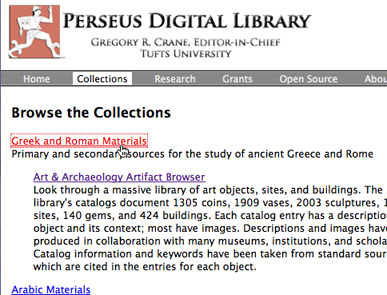 PERSEUS DIGITAL LIBRARY
GREGORY R. CRANE, EDITOR-IN-CHIEF
TUFTS UNIVERSITY
Home Collections Research Grants Open Source Abou
Browse the Collections
Greek and Roman Materials
Primary and secondary sources for the study of ancient Greece and Rome
Art & Archaeology Artifact Browser
Look through a massive library of art objects, sites, and buildings. The
library's catalogs document 1305 coins, 1909 vases, 2003 sculptures, 1
sites, 140 gems, and 424 buildings. Each catalog entry has a descriptio
object and its context; most have images. Descriptions and images have
produced in collaboration with many museums, institutions, and schola
Catalog information and keywords have been taken from standard sour
which are cited in the entries for each object.
Arabic Materials